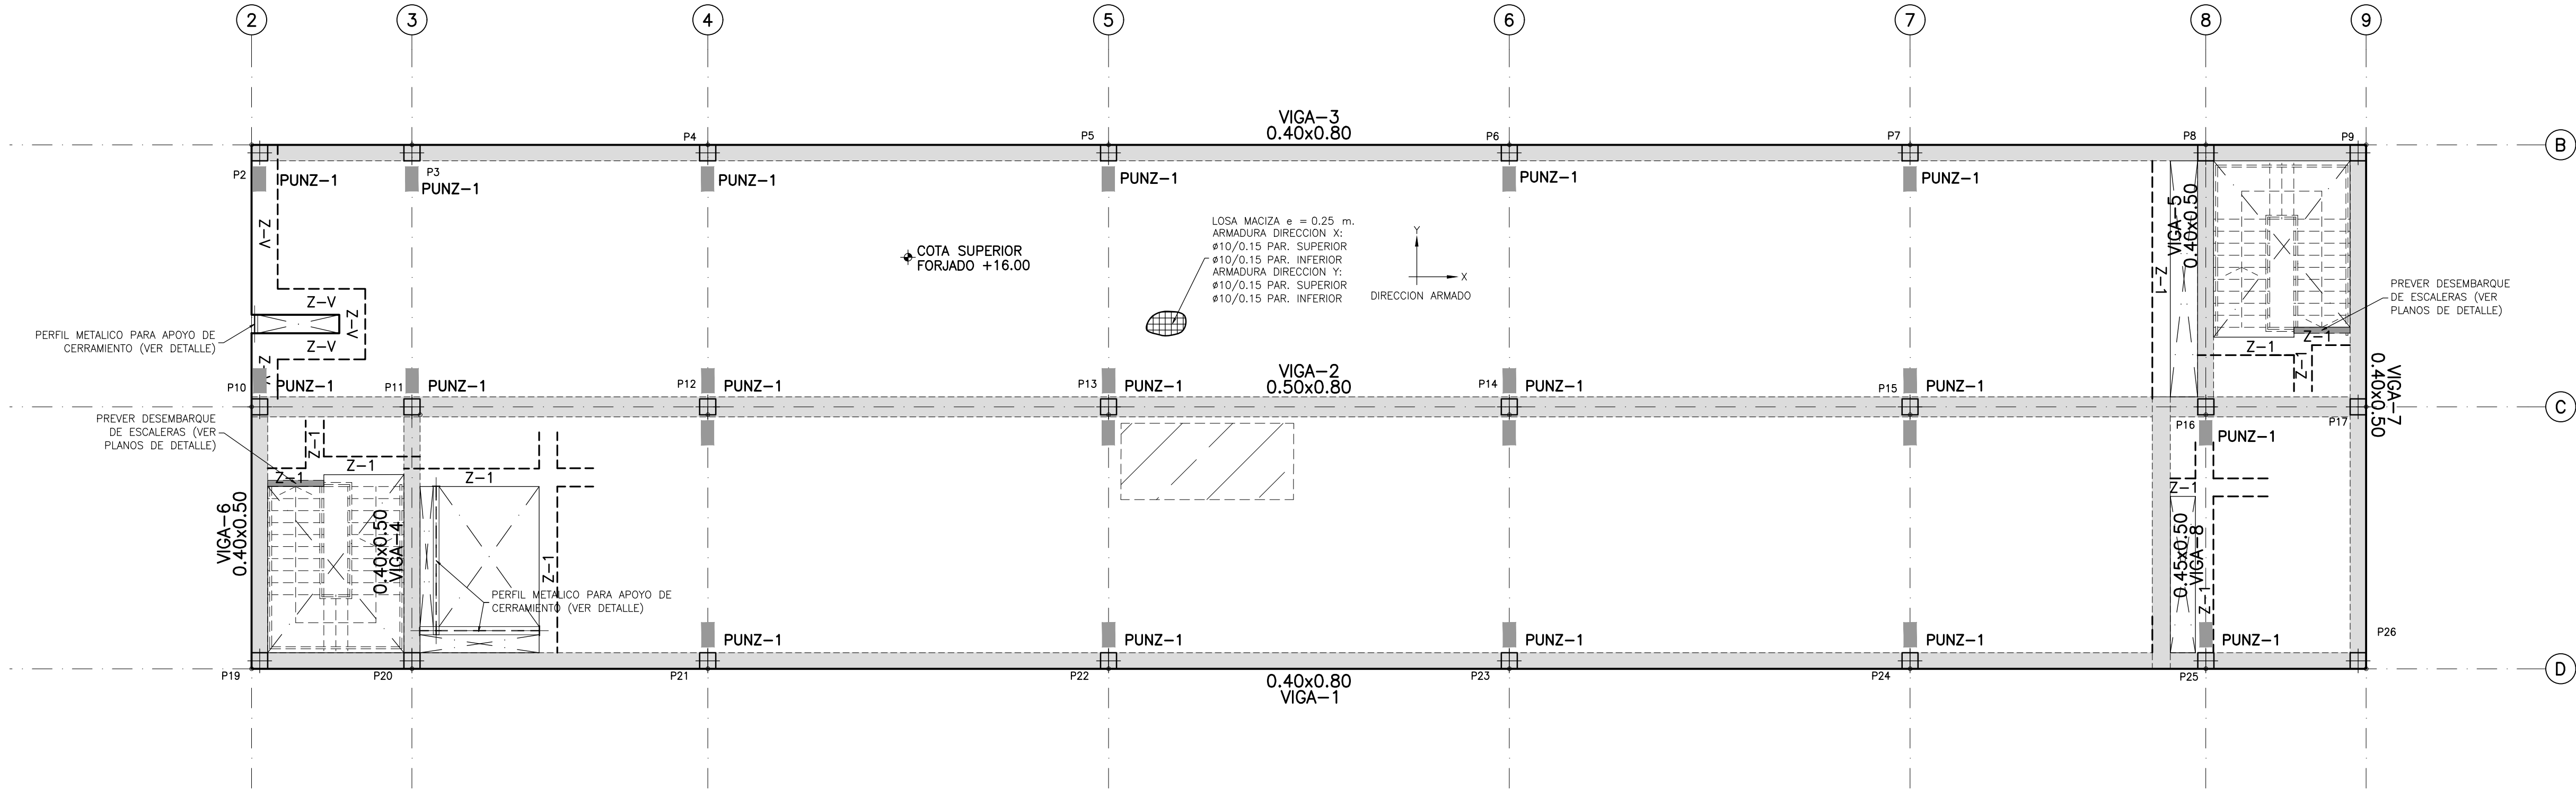 2
3
4
5
6
7
8
9
VIGA-3
0.40x0.80
P4
P5
P6
P7
P8
P9
B
P2
PUNZ-1
P3
PUNZ-1
PUNZ-1
PUNZ-1
PUNZ-1
PUNZ-1
Z-V
COTA SUPERIOR
FORJADO +16.00
LOSA MACIZA e = 0.25 m.
ARMADURA DIRECCION X:
ø10/0.15 PAR. SUPERIOR
ø10/0.15 PAR. INFERIOR
ARMADURA DIRECCION Y:
ø10/0.15 PAR. SUPERIOR
ø10/0.15 PAR. INFERIOR
Y
X
DIRECCION ARMADO
Z-1
VIGA-5
0.40x0.50
PREVER DESEMBARQUE
DE ESCALERAS (VER
PLANOS DE DETALLE)
Z-V
Z-V
Z-V
Z-V
PERFIL METALICO PARA APOYO DE
CERRAMIENTO (VER DETALLE)
Z-1
Z-1
Z-1
P10
PUNZ-1
P11
PUNZ-1
P12
PUNZ-1
P13
PUNZ-1
VIGA-2
0.50x0.80
P14
PUNZ-1
P15
PUNZ-1
VIGA-7
0.40x0.50
C
PREVER DESEMBARQUE
DE ESCALERAS (VER
PLANOS DE DETALLE)
P16
PUNZ-1
P17
Z-1
Z-1
Z-1
Z-1
Z-1
VIGA-6
0.40x0.50
0.40x0.50
VIGA-4
Z-1
0.45x0.50
VIGA-8
Z-1
PERFIL METALICO PARA APOYO DE
CERRAMIENTO (VER DETALLE)
PUNZ-1
PUNZ-1
PUNZ-1
PUNZ-1
PUNZ-1
P26
D
P19
P20
P21
P22
0.40x0.80
VIGA-1
P23
P24
P25